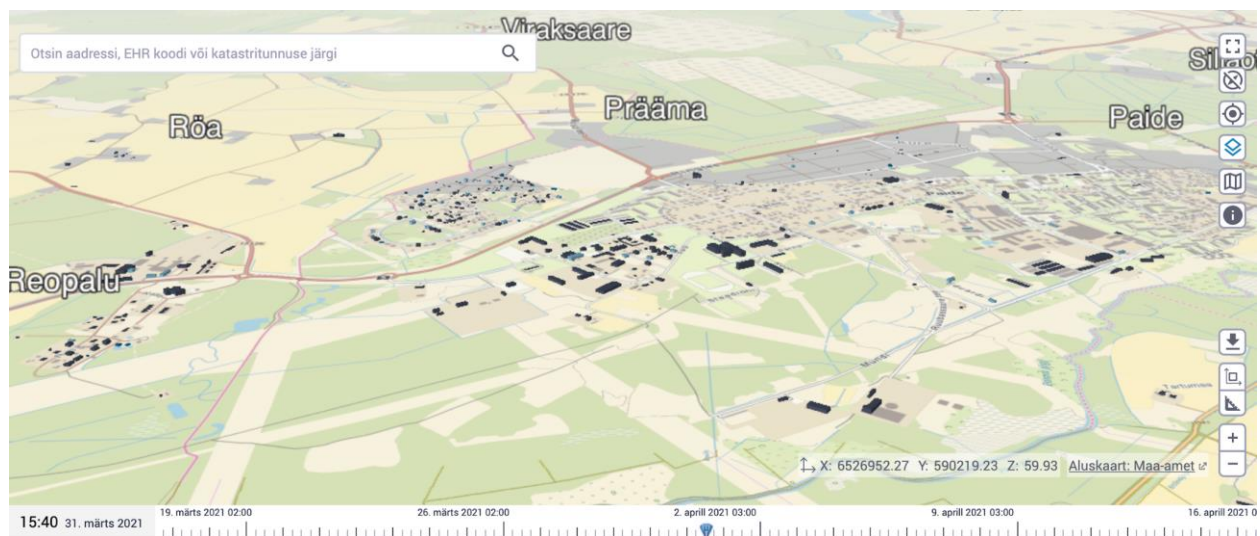 Viraksaare
Otsin aadressi, EHR koodi või katastritunnuse järgi
Röa
Prääma
Paide
Reopalu
Tartumaa
X: 6526952.27 Y: 590219.23 Z: 59.93 Aluskaart: Maa-amet
15:40 31. märts 2021
19. märts 2021 02:00
26. märts 2021 02:00
2. aprill 2021 03:00
9. aprill 2021 03:00